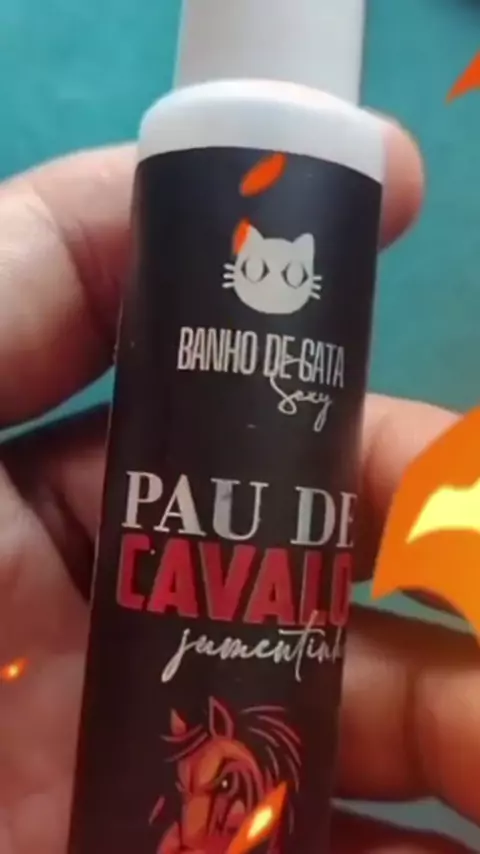 BANHO DE GATA
Sexy
PAU DE
CAVALO